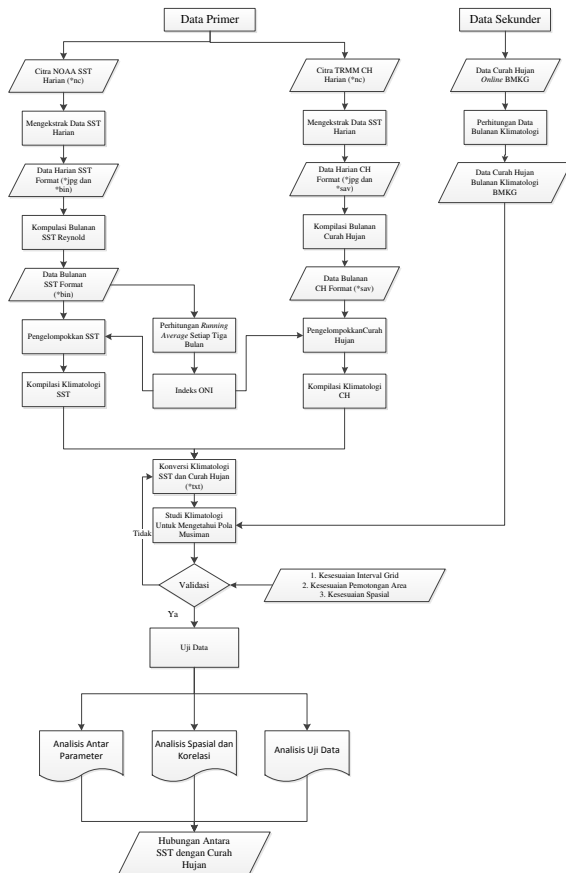 Data Primer
Data Sekunder
Citra NOAA SST
Harian (*nc)
Citra TRMM CH
Harian (*nc)
Data Curah Hujan
Online BMKG
Mengekstrak Data SST
Harian
Mengekstrak Data SST
Harian
Perhitungan Data
Bulanan Klimatologi
Data Harian SST
Format (*jpg dan
*bin)
Data Harian CH
Format (*jpg dan
*sav)
Data Curah Hujan
Bulanan Klimatologi
BMKG
Kompulasi Bulanan
SST Reynold
Kompilasi Bulanan
Curah Hujan
Data Bulanan
SST Format
(*bin)
Data Bulanan
CH Format (*sav)
Pengelompokkan SST
Perhitungan Running
Average Setiap Tiga
Bulan
PengelompokkanCurah
Hujan
Kompilasi Klimatologi
SST
Indeks ONI
Kompilasi Klimatologi
CH
Konversi Klimatologi
SST dan Curah Hujan
(*txt)
Studi Klimatologi
Untuk Mengetahui Pola
Musiman
Tidak
Validasi
1. Kesesuaian Interval Grid
2. Kesesuaian Pemotongan Area
3. Kesesuaian Spasial
Ya
Uji Data
Analisis Antar
Parameter
Analisis Spasial dan
Korelasi
Analisis Uji Data
Hubungan Antara
SST dengan Curah
Hujan